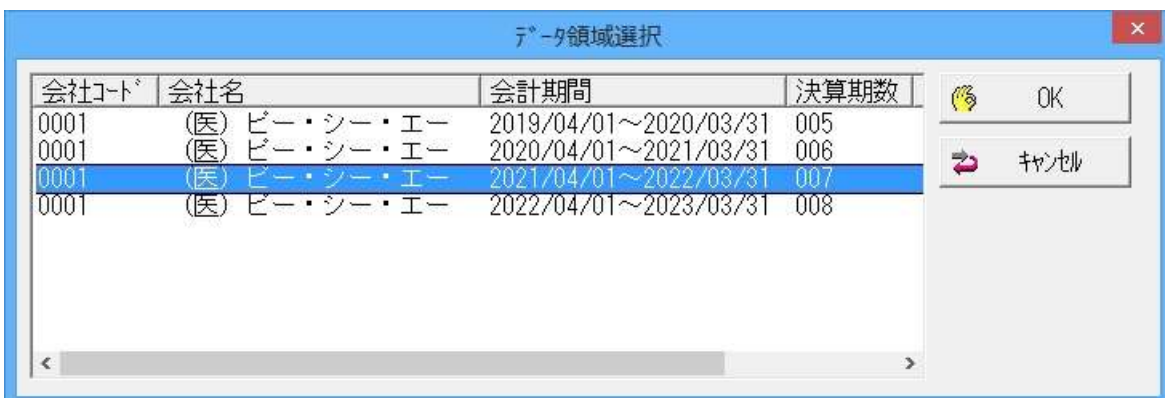 ﾃﾞｰﾀ領域選択
会社ｺｰﾄﾞ 会社名 会計期間 決算期数
0001 (医) ビー・シー・エー 2019/04/01～2020/03/31 005
0001 (医) ビー・シー・エー 2020/04/01～2021/03/31 006
0001 (医) ビー・シー・エー 2021/04/01～2022/03/31 007
0001 (医) ビー・シー・エー 2022/04/01～2023/03/31 008
OK
ｷｬﾝｾﾙ